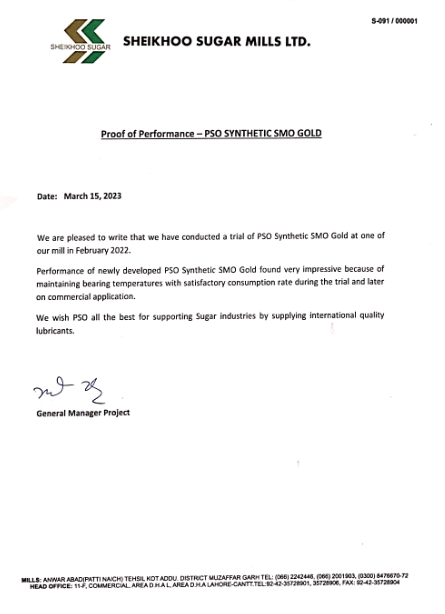 S-091 / 000001
SHEIKHOO SUGAR
SHEIKHOO SUGAR MILLS LTD.
Proof of Performance – PSO SYNTHETIC SMO GOLD
Date: March 15, 2023
We are pleased to write that we have conducted a trial of PSO Synthetic SMO Gold at one of
our mill in February 2022.
Performance of newly developed PSO Synthetic SMO Gold found very impressive because of
maintaining bearing temperatures with satisfactory consumption rate during the trial and later
on commercial application.
We wish PSO all the best for supporting Sugar industries by supplying international quality
lubricants.
General Manager Project
MILLS: ANWAR ABAD(PATTI NAICH) TEHSIL KOT ADDU. DISTRICT MUZAFFAR GARH TEL: (066) 2242446, (066) 2001903, (0300) 8476670-72
HEAD OFFICE: 11-F, COMMERCIAL, AREA D.H.A L, AREA D.H.A LAHORE-CANTT.TEL:92-42-35728901, 35728906, FAX: 92-42-35728904